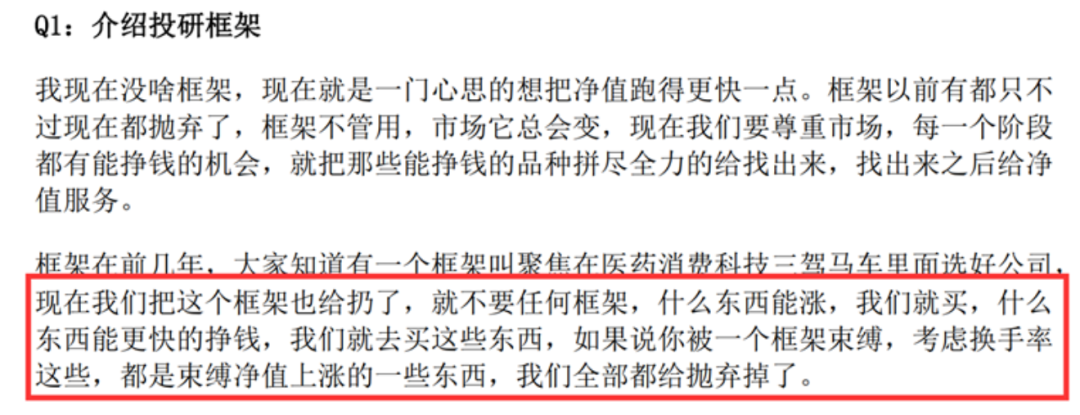 Q1：介绍投研框架
我现在没啥框架，现在就是一门心思的想把净值跑得更快一点。框架以前有都只不
过现在都抛弃了，框架不管用，市场它总会变，现在我们要尊重市场，每一个阶段
都有能挣钱的机会，就把那些能挣钱的品种拼尽全力的给找出来，找出来之后给净
值服务。
框架在前几年，大家知道有一个框架叫聚焦在医药消费科技三驾马车里面选好公司，
现在我们把这个框架也给扔了，就不要任何框架，什么东西能涨，我们就买，什么
东西能更快的挣钱，我们就去买这些东西，如果说你被一个框架束缚，考虑换手率
这些，都是束缚净值上涨的一些东西，我们全部都给抛弃掉了。